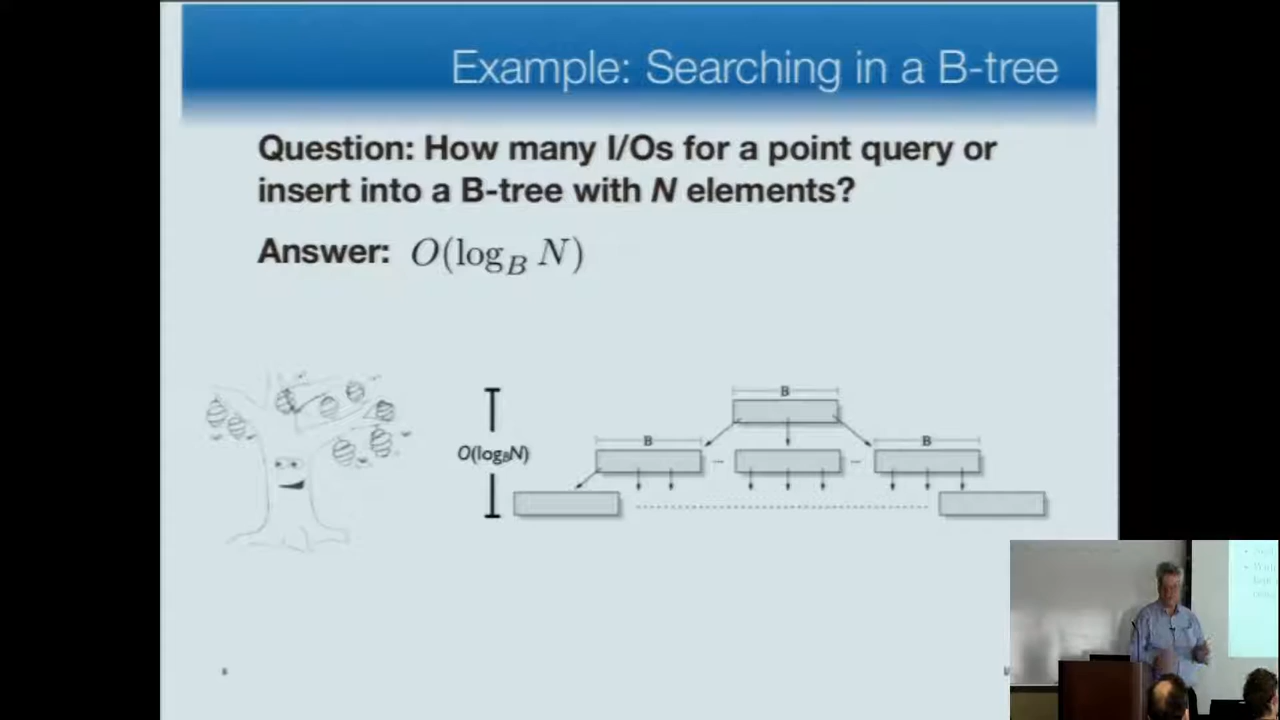 Example: Searching in a B-tree
Question: How many I/Os for a point query or
insert into a B-tree with N elements?
Answer: O(log_B N)
B
B
B
O(log_B N)